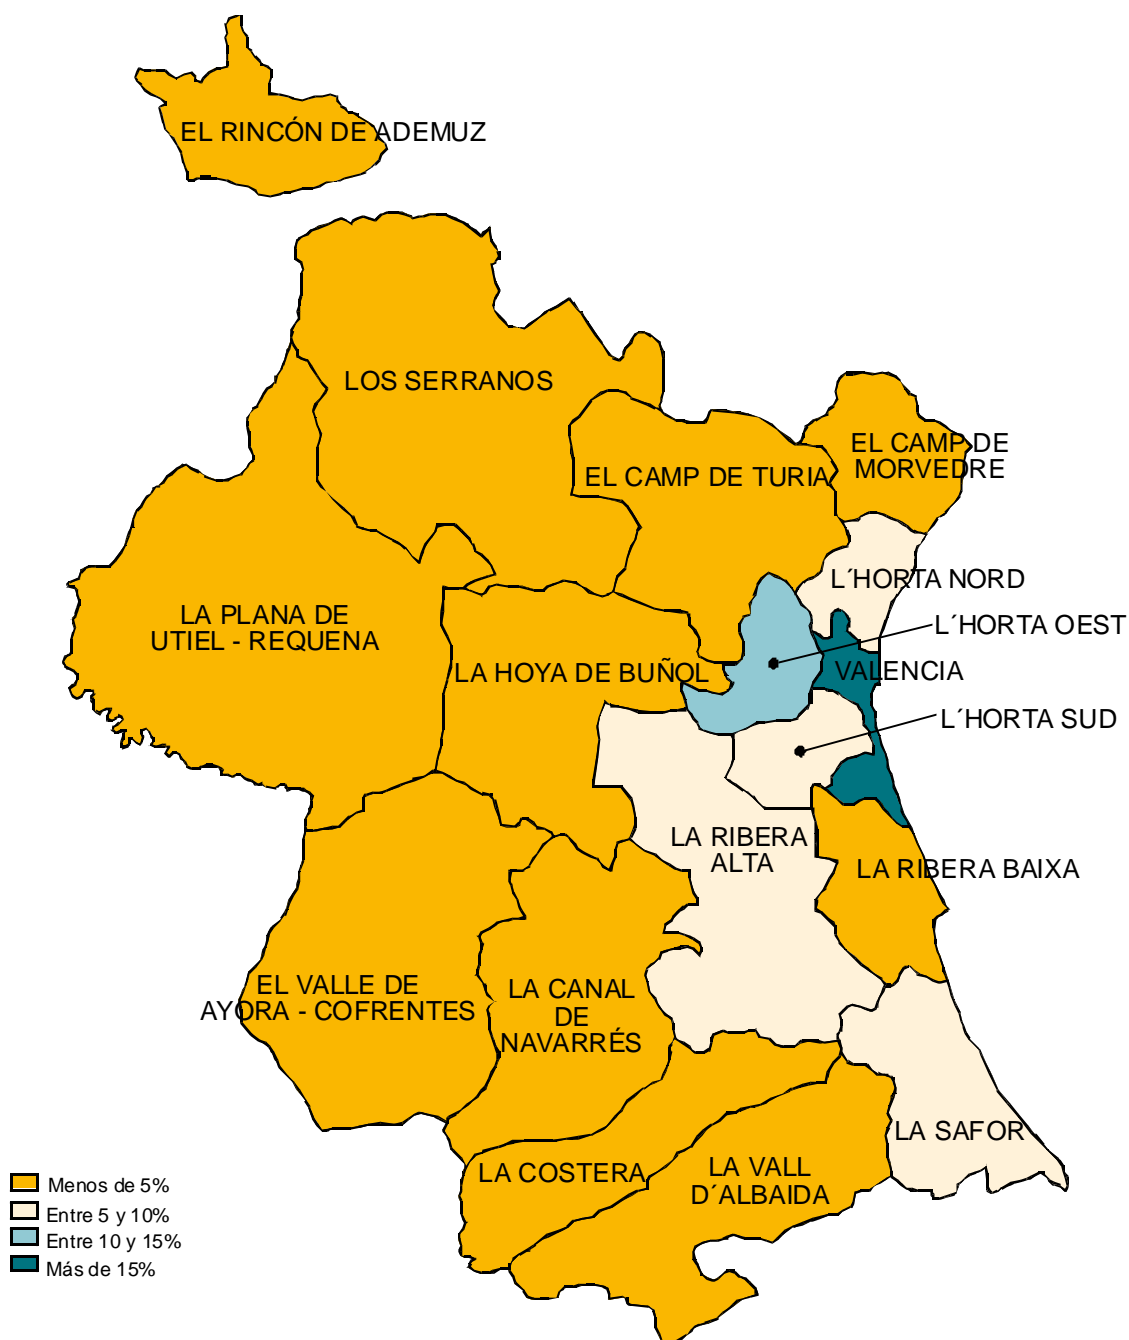 EL RINCÓN DE ADEMUZ
LOS SERRANOS
EL CAMP DE
MORVEDRE
EL CAMP DE TURIA
L´HORTA NORD
LA PLANA DE
UTIEL - REQUENA
L´HORTA OEST
LA HOYA DE BUÑOL
VALENCIA
L´HORTA SUD
LA RIBERA
ALTA
LA RIBERA BAIXA
EL VALLE DE
AYORA - COFRENTES
LA CANAL
DE
NAVARRÉS
LA SAFOR
LA COSTERA
LA VALL
D´ALBAIDA
Menos de 5%
Entre 5 y 10%
Entre 10 y 15%
Más de 15%